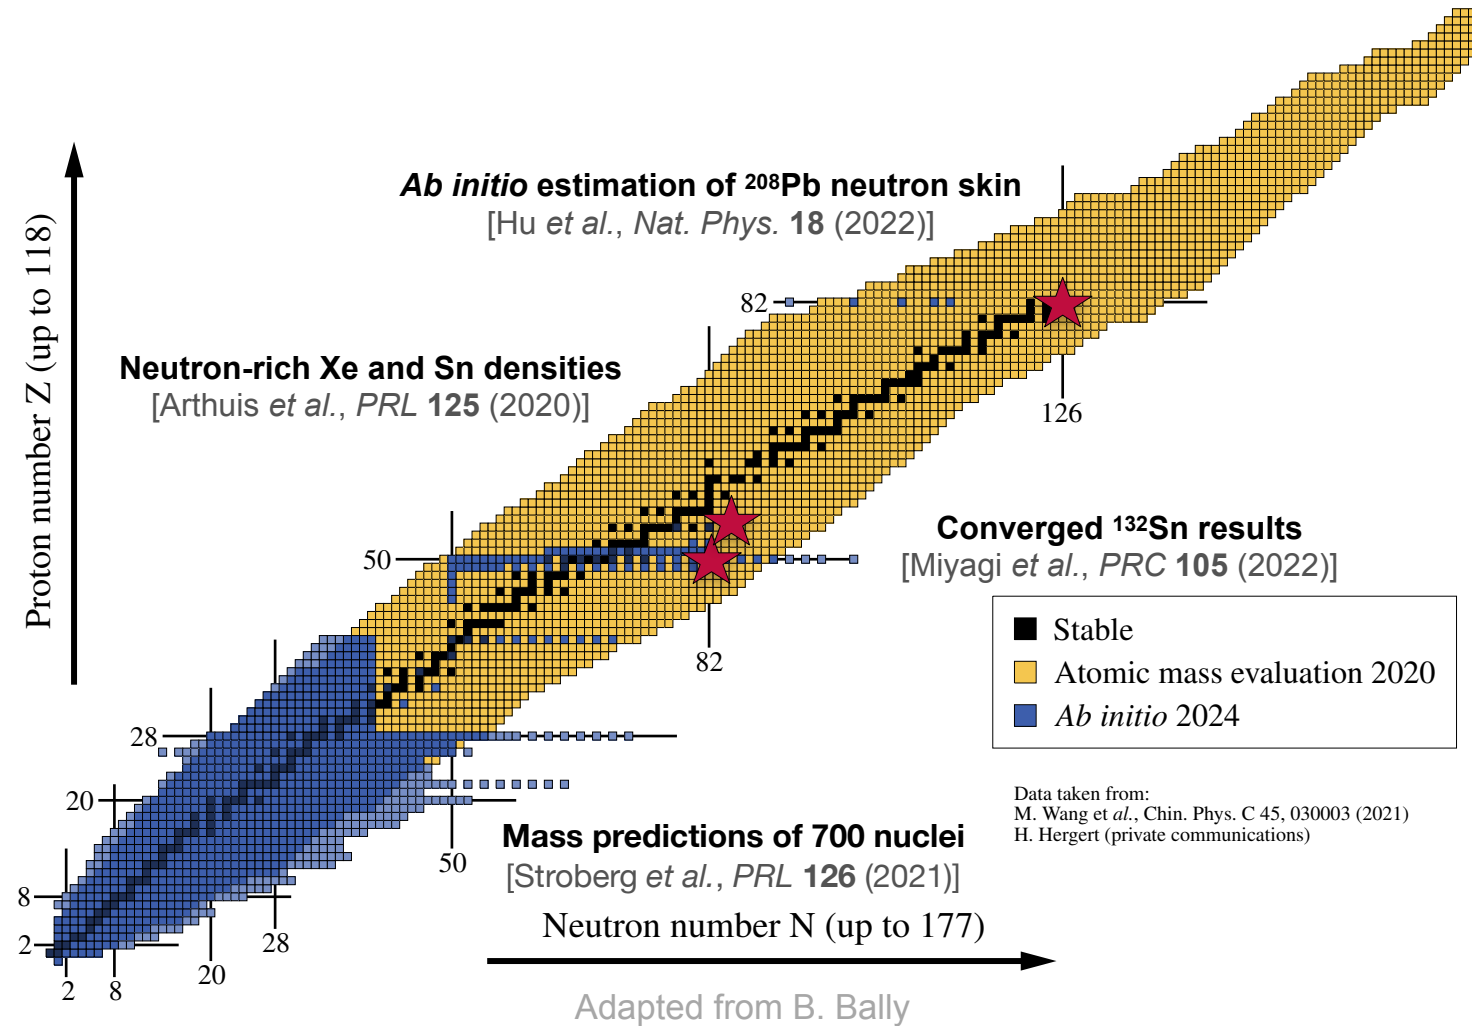 Ab initio estimation of ²⁰⁸Pb neutron skin
[Hu et al., Nat. Phys. 18 (2022)]
Proton number Z (up to 118)
82
Neutron-rich Xe and Sn densities
[Arthuis et al., PRL 125 (2020)]
126
Converged ¹³²Sn results
[Miyagi et al., PRC 105 (2022)]
50
Stable
Atomic mass evaluation 2020
Ab initio 2024
82
28
Data taken from:
M. Wang et al., Chin. Phys. C 45, 030003 (2021)
H. Hergert (private communications)
20
Mass predictions of 700 nuclei
[Stroberg et al., PRL 126 (2021)]
50
8
Neutron number N (up to 177)
2
28
20
2
8
Adapted from B. Bally